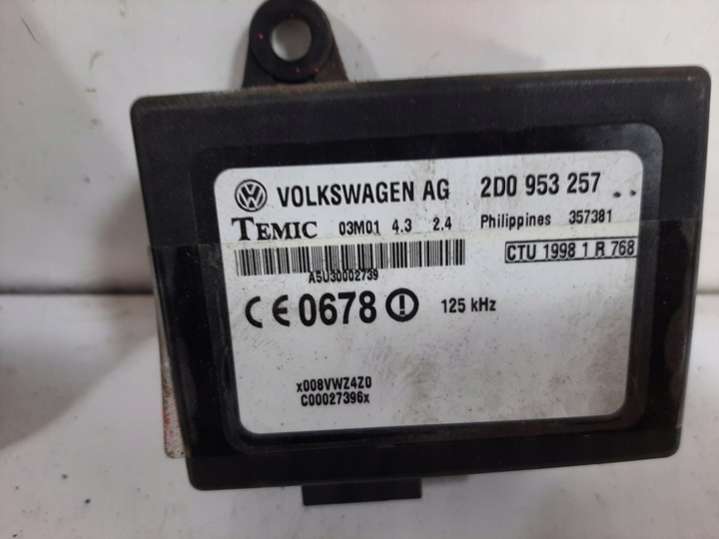 VOLKSWAGEN AG 2D0 953 257
TEMIC 03M01 4.3 2.4 Philippines 357381
CTU 1998 1 R 768
A5U30002739
CE 0678 125 kHz
x008VWZ4Z0
C00027396x